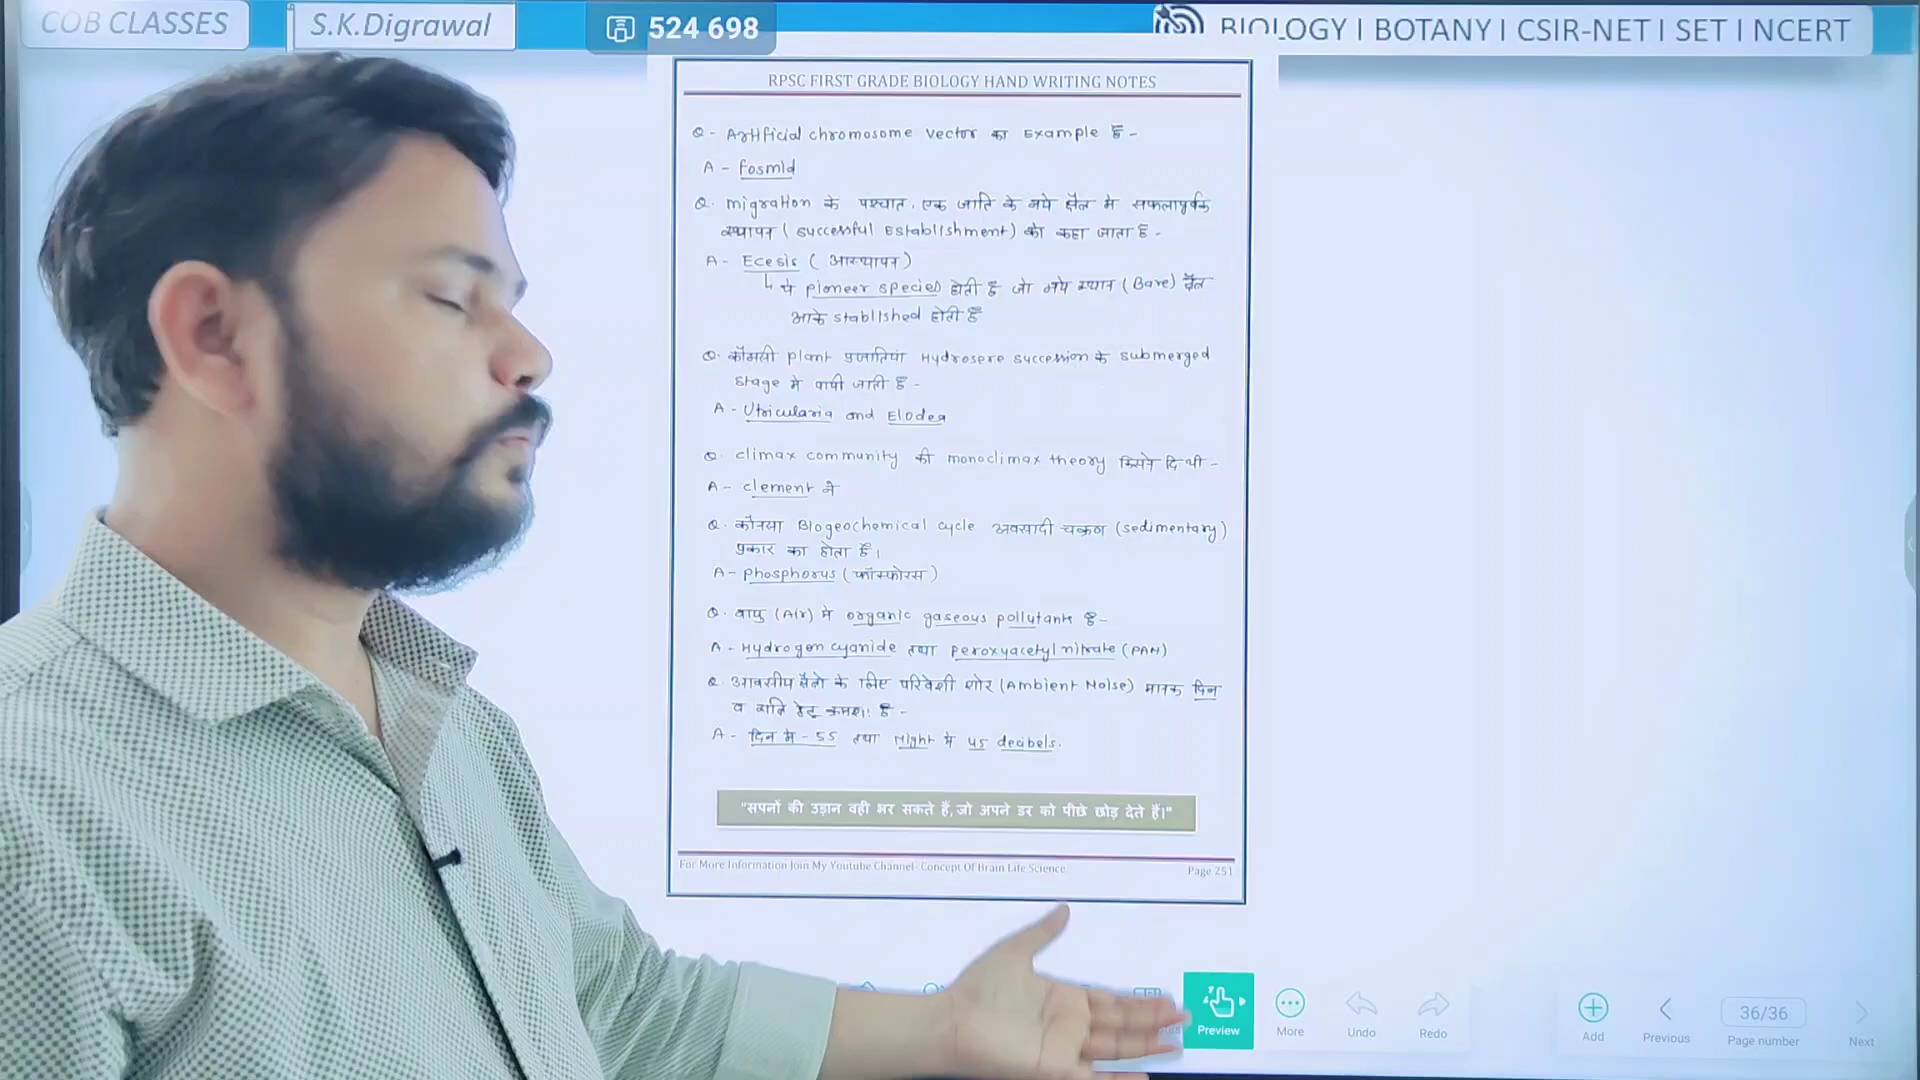 COB CLASSES
S.K.Digrawal
524 698
BIOLOGY I BOTANY I CSIR-NET I SET I NCERT
RPSC FIRST GRADE BIOLOGY HAND WRITING NOTES
Q - Artificial chromosome vector का Example है -
A - Fosmid
Q. migration के पश्चात, एक जाति के नये क्षेत्र मे सफलापूर्वक
स्थापन ( successful Establishment) को कहा जाता है -
A - Ecesis ( आस्थापन )
ये pioneer species होती है जो नये स्थान (Bare) क्षेत्र
आके stablished होती है
Q. कौनसी plant प्रजातियां Hydrosere succession के submerged
stage मे पायी जाती है -
A - Utricularia and Elodea
Q. climax community की monoclimax theory किसने दि थी -
A - clement ने
Q. कौनसा Biogeochemical cycle अवसादी चक्रण (sedimentary)
प्रकार का होता है।
A - Phosphorus ( फॉस्फोरस )
Q. वायु (Air) मे organic gaseous pollutants है -
A - Hydrogen cyanide तथा Peroxyacetyl nitrate (PAN)
Q. आवसीय क्षेत्रो के लिए परिवेशी शोर (Ambient Noise) मानक दिन
व रात्रि हेतू क्रमश: है -
A - दिन मे - 55 तथा Night मे 45 decibels.
"सपनों की उड़ान वही भर सकते हैं, जो अपने डर को पीछे छोड़ देते हैं।"
For More Information Join My Youtube Channel- Concept Of Brain Life Science Page 251
Preview
More
Undo
Redo
Add
Previous
36/36
Page number
Next